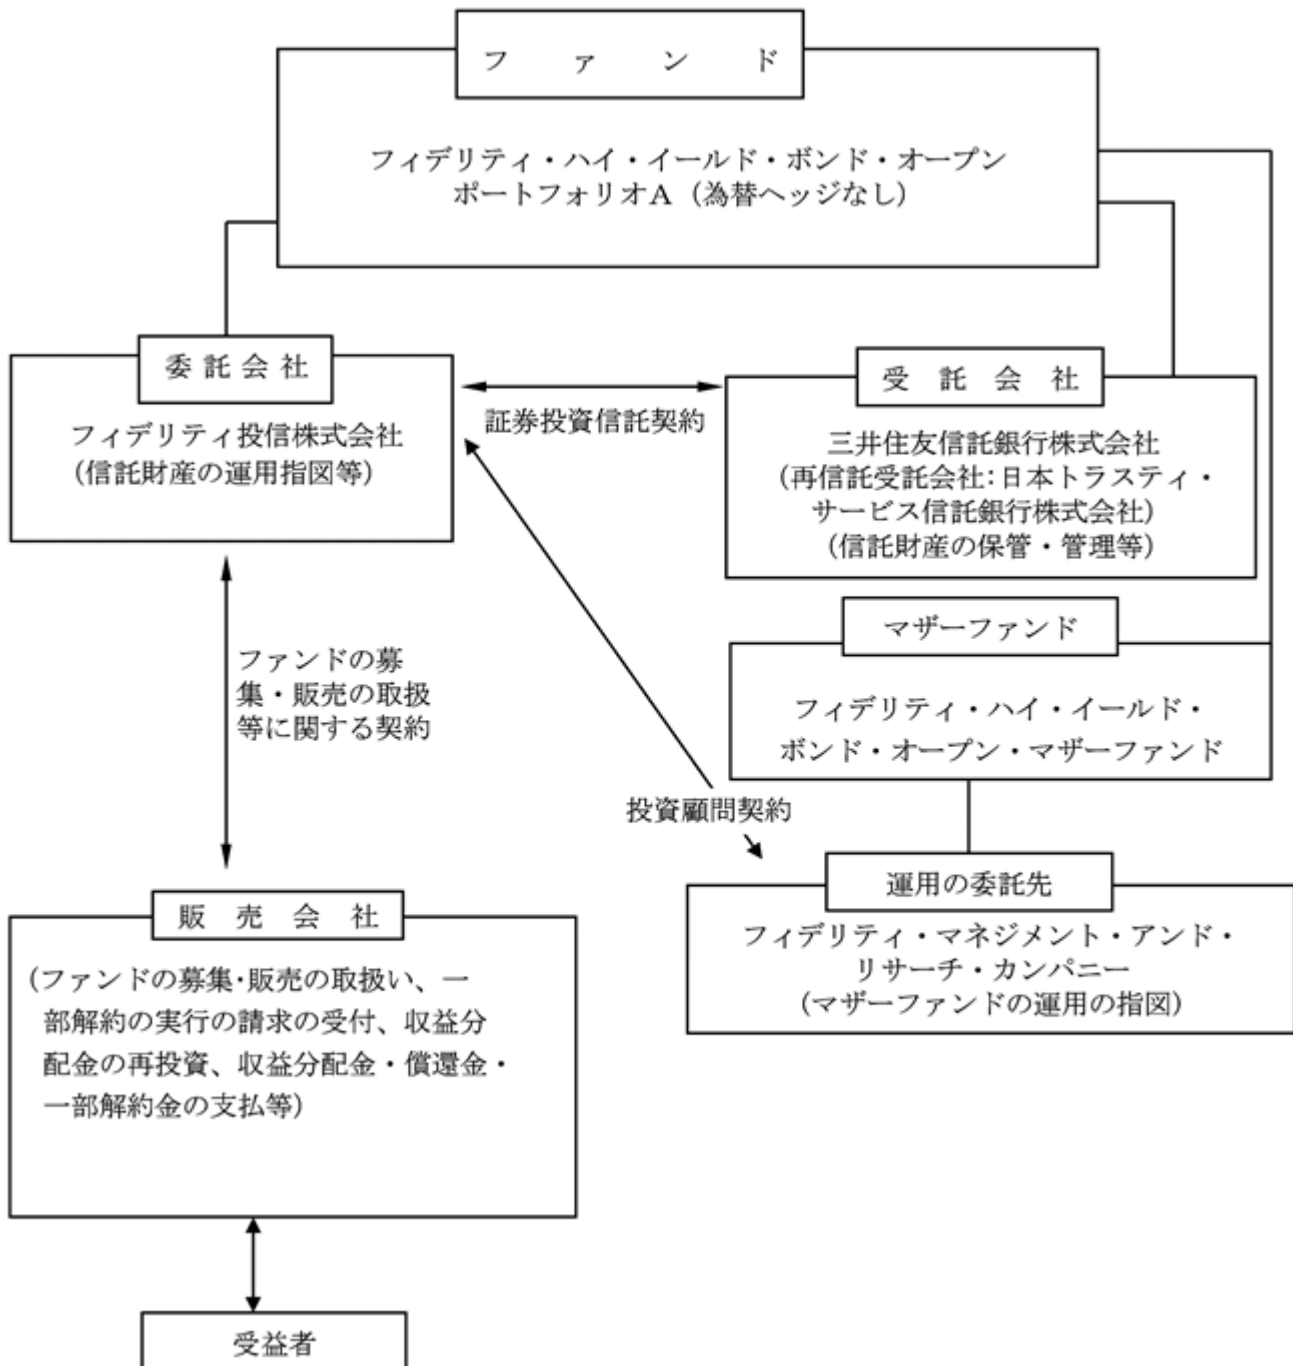 ファンド
フィデリティ・ハイ・イールド・ボンド・オープン
ポートフォリオA（為替ヘッジなし）
委託会社
フィデリティ投信株式会社
（信託財産の運用指図等）
証券投資信託契約
受託会社
三井住友信託銀行株式会社
（再信託受託会社：日本トラスティ・
サービス信託銀行株式会社）
（信託財産の保管・管理等）
マザーファンド
フィデリティ・ハイ・イールド・
ボンド・オープン・マザーファンド
ファンドの募
集・販売の取扱
等に関する契約
投資顧問契約
運用の委託先
フィデリティ・マネジメント・アンド・
リサーチ・カンパニー
（マザーファンドの運用の指図）
販売会社
（ファンドの募集・販売の取扱い、一
部解約の実行の請求の受付、収益分
配金の再投資、収益分配金・償還金・
一部解約金の支払等）
受益者